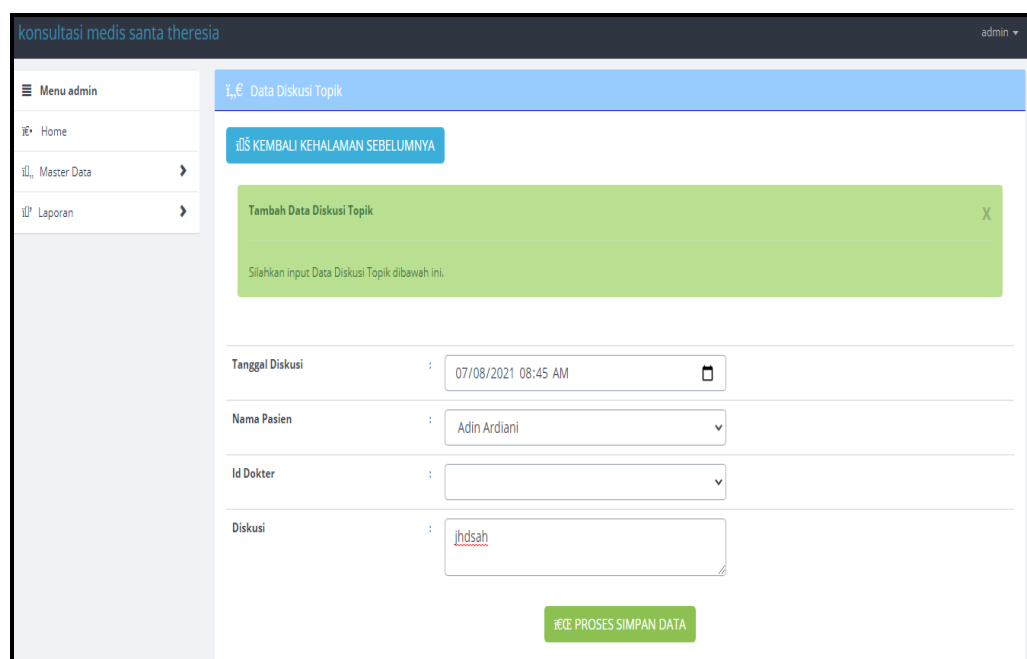 konsultasi medis santa theresia
admin
Menu admin
Home
Master Data
Laporan
ï„€ Data Diskusi Topik
KEMBALI KEHALAMAN SEBELUMNYA
Tambah Data Diskusi Topik
X
Silahkan input Data Diskusi Topik dibawah ini.
Tanggal Diskusi : 07/08/2021 08:45 AM
Nama Pasien : Adin Ardiani
Id Dokter :
Diskusi : jhdsah
PROSES SIMPAN DATA